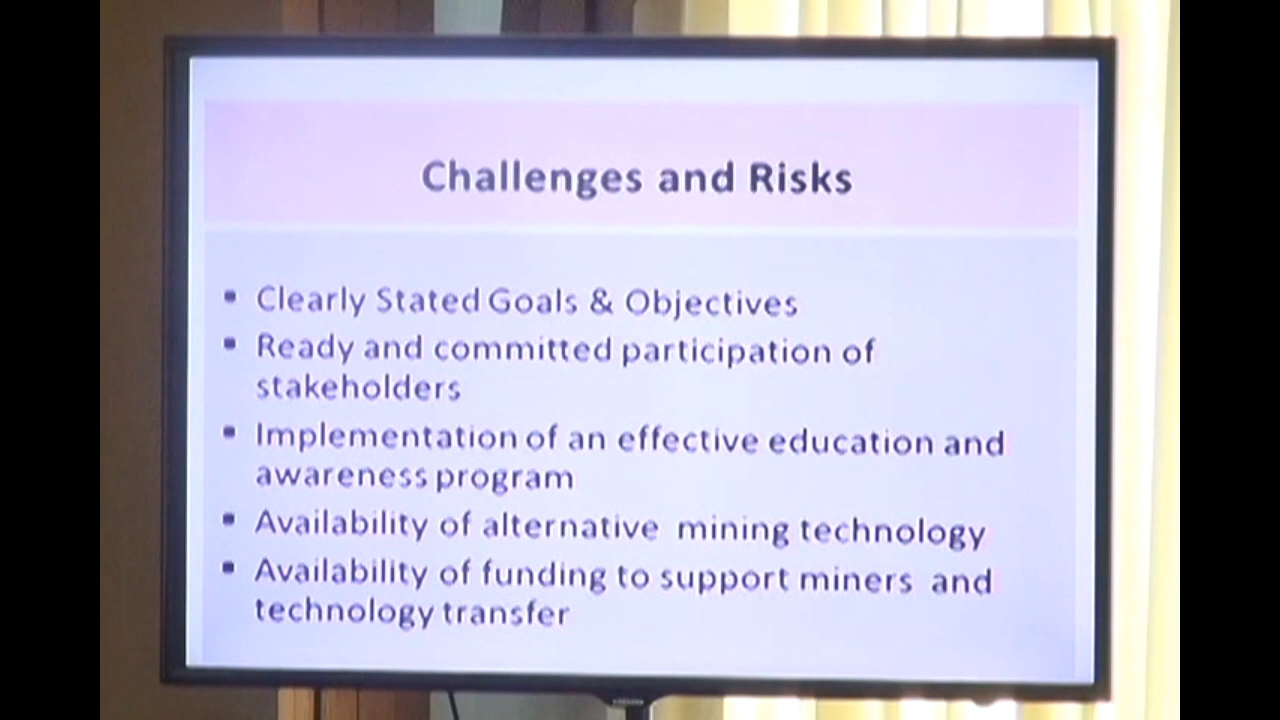 Challenges and Risks
▪ Clearly Stated Goals & Objectives
▪ Ready and committed participation of
stakeholders
▪ Implementation of an effective education and
awareness program
▪ Availability of alternative mining technology
▪ Availability of funding to support miners and
technology transfer